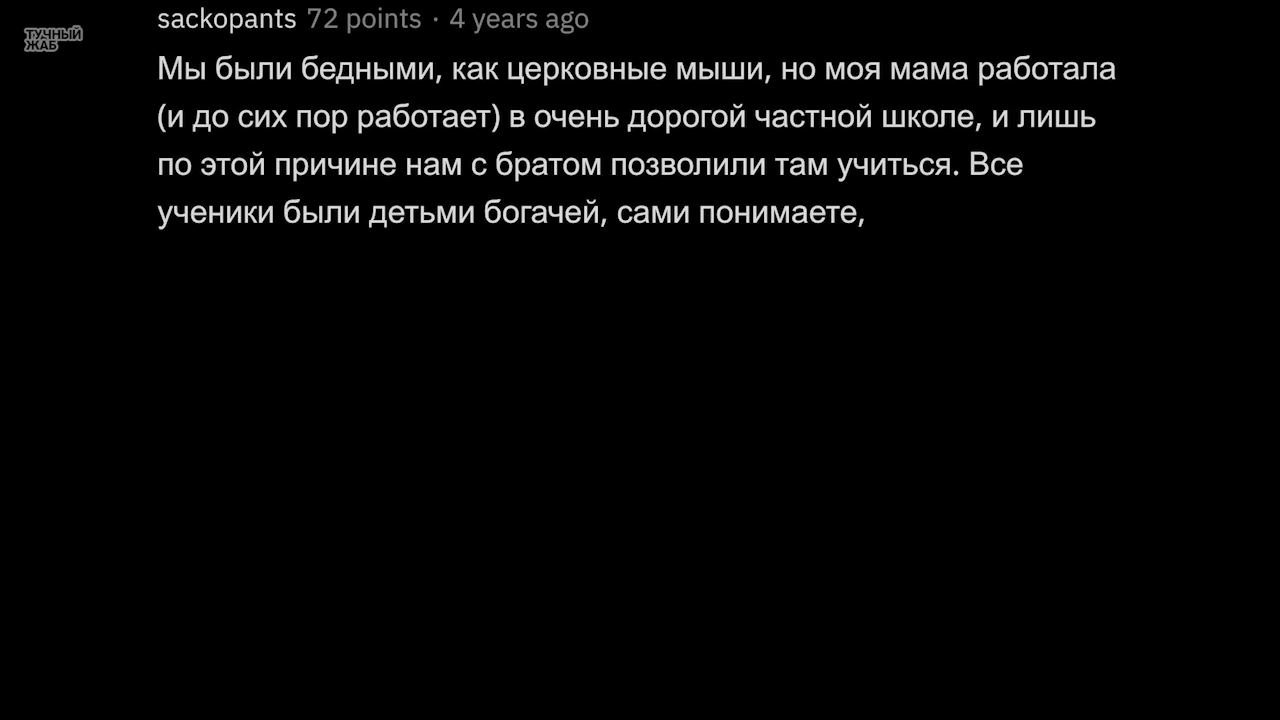 ТУЧНЫЙ
ЖАБ
sackopants 72 points · 4 years ago
Мы были бедными, как церковные мыши, но моя мама работала
(и до сих пор работает) в очень дорогой частной школе, и лишь
по этой причине нам с братом позволили там учиться. Все
ученики были детьми богачей, сами понимаете,